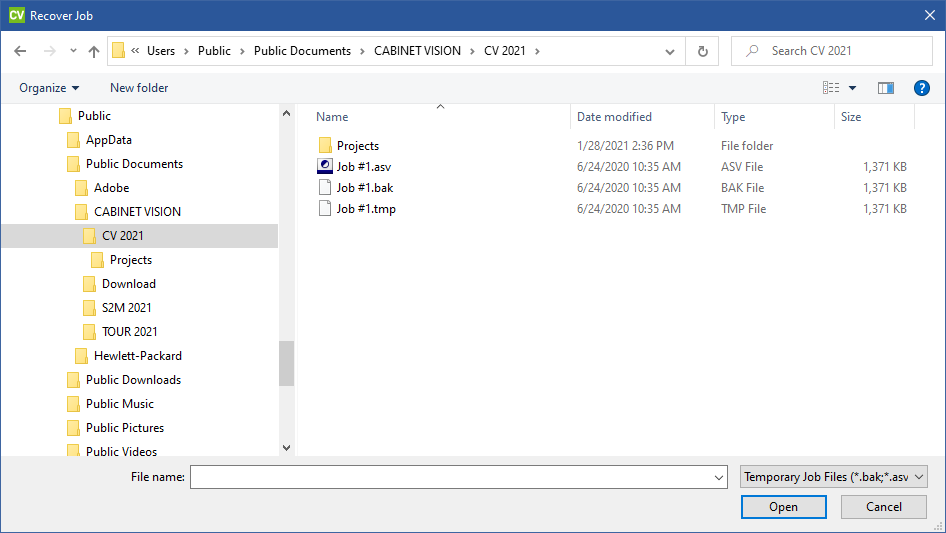 CV Recover Job
« Users > Public > Public Documents > CABINET VISION > CV 2021 >
Search CV 2021
Organize
New folder
?
Public
AppData
Public Documents
Adobe
CABINET VISION
CV 2021
Projects
Download
S2M 2021
TOUR 2021
Hewlett-Packard
Public Downloads
Public Music
Public Pictures
Public Videos
Name Date modified Type Size
Projects 1/28/2021 2:36 PM File folder
Job #1.asv 6/24/2020 10:35 AM ASV File 1,371 KB
Job #1.bak 6/24/2020 10:35 AM BAK File 1,371 KB
Job #1.tmp 6/24/2020 10:35 AM TMP File 1,371 KB
File name:
Temporary Job Files (*.bak;*.asv
Open
Cancel